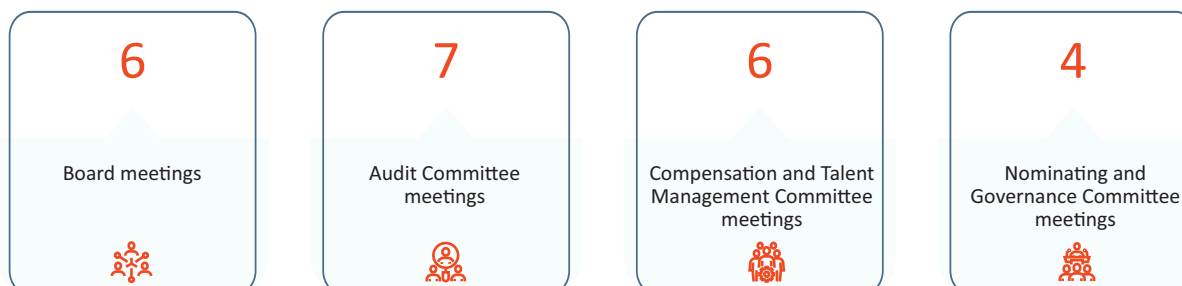 6
Board meetings
7
Audit Committee
meetings
6
Compensation and Talent
Management Committee
meetings
4
Nominating and
Governance Committee
meetings